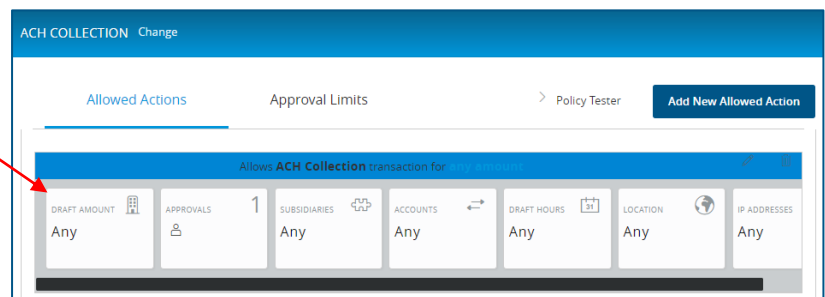 ACH COLLECTION Change
Allowed Actions Approval Limits > Policy Tester Add New Allowed Action
Allows ACH Collection transaction for any amount
DRAFT AMOUNT APPROVALS 1 SUBSIDIARIES ACCOUNTS DRAFT HOURS 31 LOCATION IP ADDRESSES
Any Any Any Any Any Any